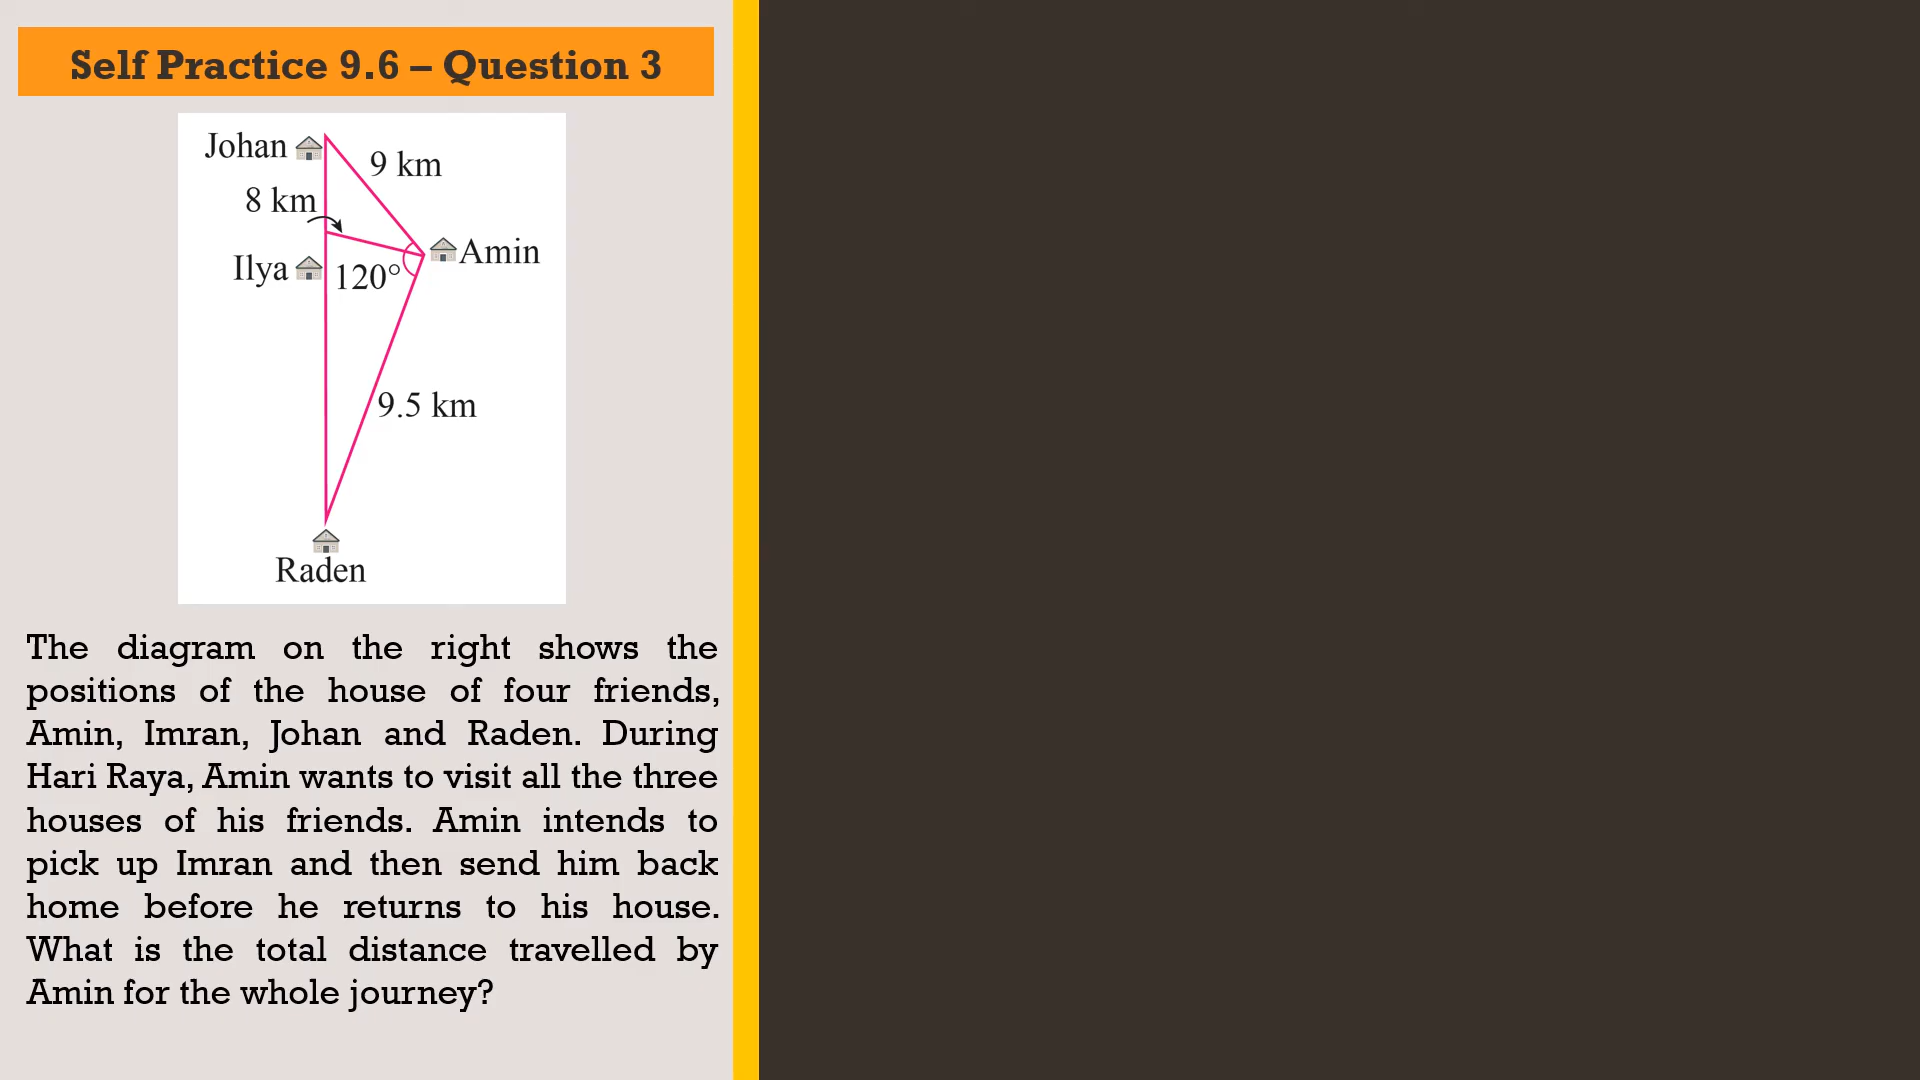 Self Practice 9.6 – Question 3
Johan
9 km
8 km
Amin
Ilya
120°
9.5 km
Raden
The diagram on the right shows the
positions of the house of four friends,
Amin, Imran, Johan and Raden. During
Hari Raya, Amin wants to visit all the three
houses of his friends. Amin intends to
pick up Imran and then send him back
home before he returns to his house.
What is the total distance travelled by
Amin for the whole journey?